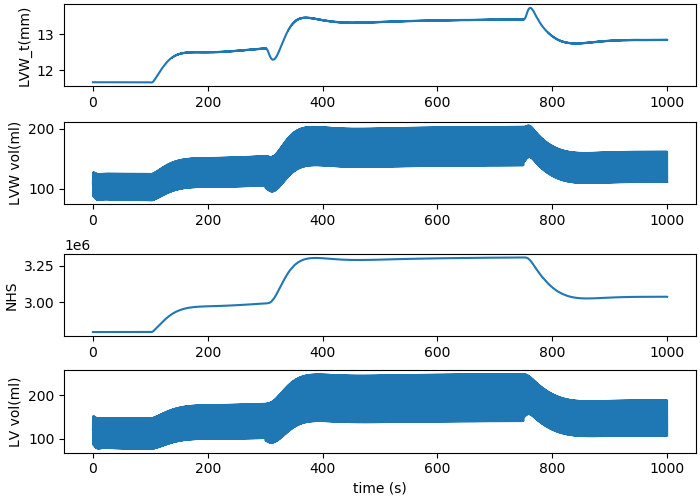 LVW_t(mm)
13
12
0 200 400 600 800 1000
LVW vol(ml)
200
100
0 200 400 600 800 1000
1e6
NHS
3.25
3.00
0 200 400 600 800 1000
LV vol(ml)
200
100
0 200 400 600 800 1000
time (s)